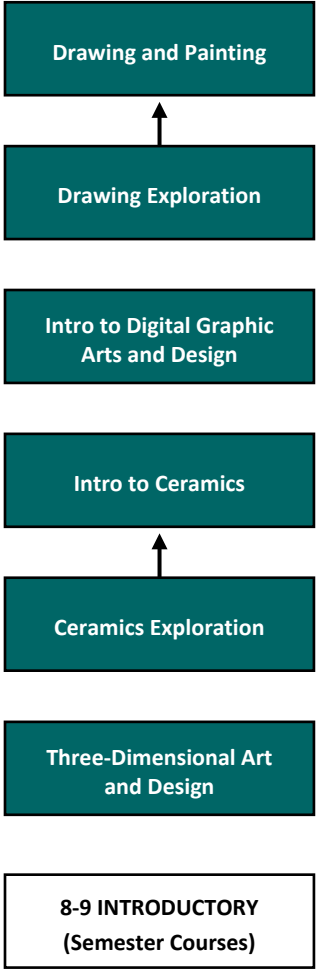 Drawing and Painting
Drawing Exploration
Intro to Digital Graphic
Arts and Design
Intro to Ceramics
Ceramics Exploration
Three-Dimensional Art
and Design
8-9 INTRODUCTORY
(Semester Courses)